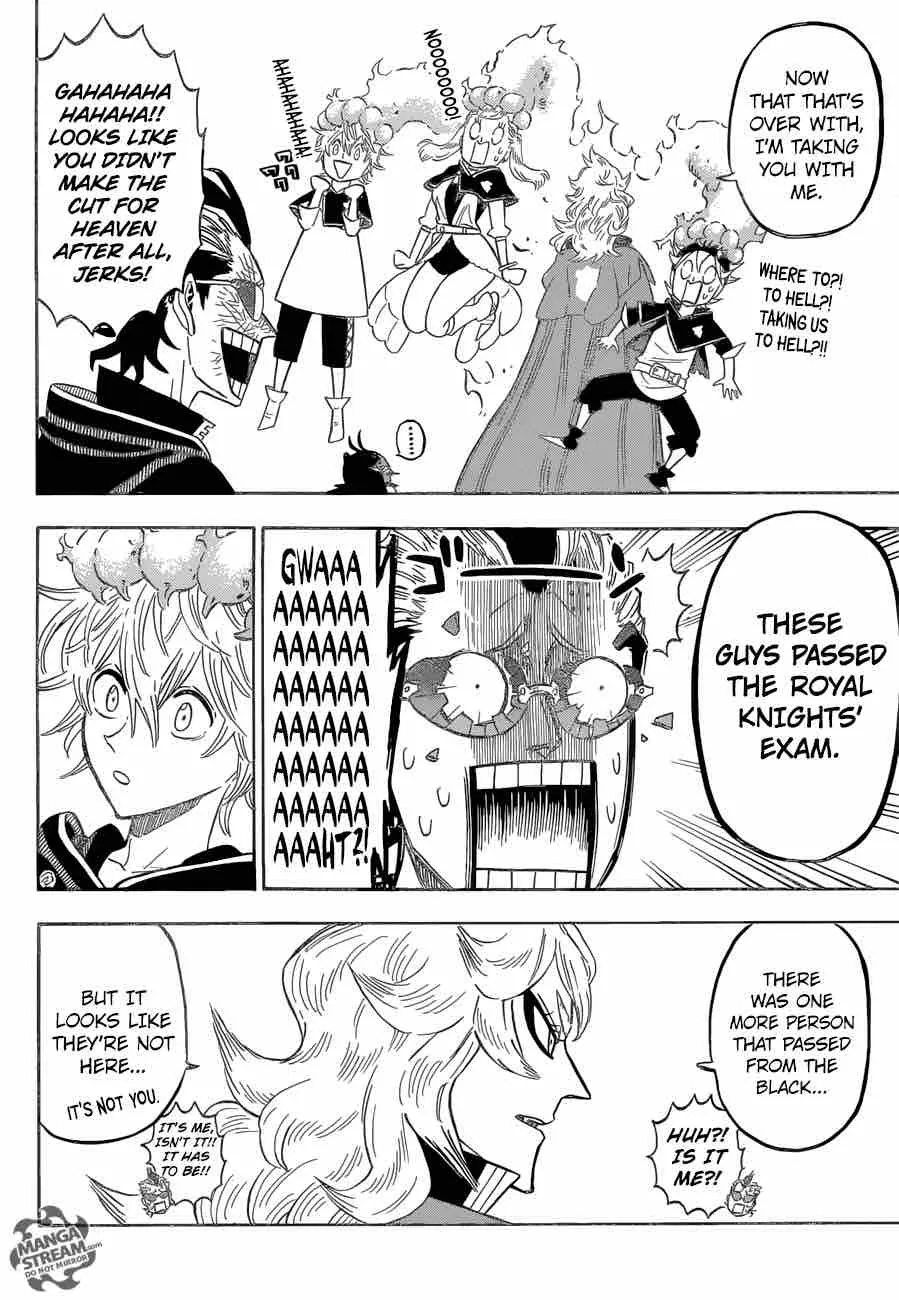 NOW
THAT THAT'S
OVER WITH,
I'M TAKING
YOU WITH
ME.
WHERE TO?!
TO HELL?!
TAKING US
TO HELL?!!
NOOOOOOOO!
AHAHAHAHAHA!
GAHAHAHA
HAHAHA!!
LOOKS LIKE
YOU DIDN'T
MAKE THE
CUT FOR
HEAVEN
AFTER ALL,
JERKS!
THESE
GUYS PASSED
THE ROYAL
KNIGHTS'
EXAM.
GWAAA
AAAAAA
AAAAAA
AAAAAA
AAAAAA
AAAAAA
AAAAAA
AAAHT?!
THERE
WAS ONE
MORE PERSON
THAT PASSED
FROM THE
BLACK...
HUH?!
IS IT
ME?!
BUT IT
LOOKS LIKE
THEY'RE NOT
HERE...
IT'S NOT YOU.
IT'S ME,
ISN'T IT!!
IT HAS
TO BE!!
MANGA
STREAM.com
DO NOT MIRROR